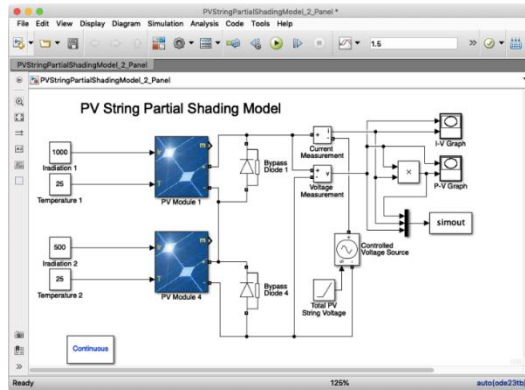 PVStringPartialShadingModel_2_Panel *
File Edit View Display Diagram Simulation Analysis Code Tools Help
1.5
»
PVStringPartialShadingModel_2_Panel
PVStringPartialShadingModel_2_Panel
PV String Partial Shading Model
1000
Irradiation 1
25
Temperature 1
PV Module 1
Bypass
Diode 1
Current
Measurement
Voltage
Measurement
I-V Graph
P-V Graph
simout
500
Irradiation 2
25
Temperature 2
PV Module 4
Bypass
Diode 4
Controlled
Voltage Source
Total PV
String Voltage
Continuous
»
Ready
125%
auto(ode23tb)